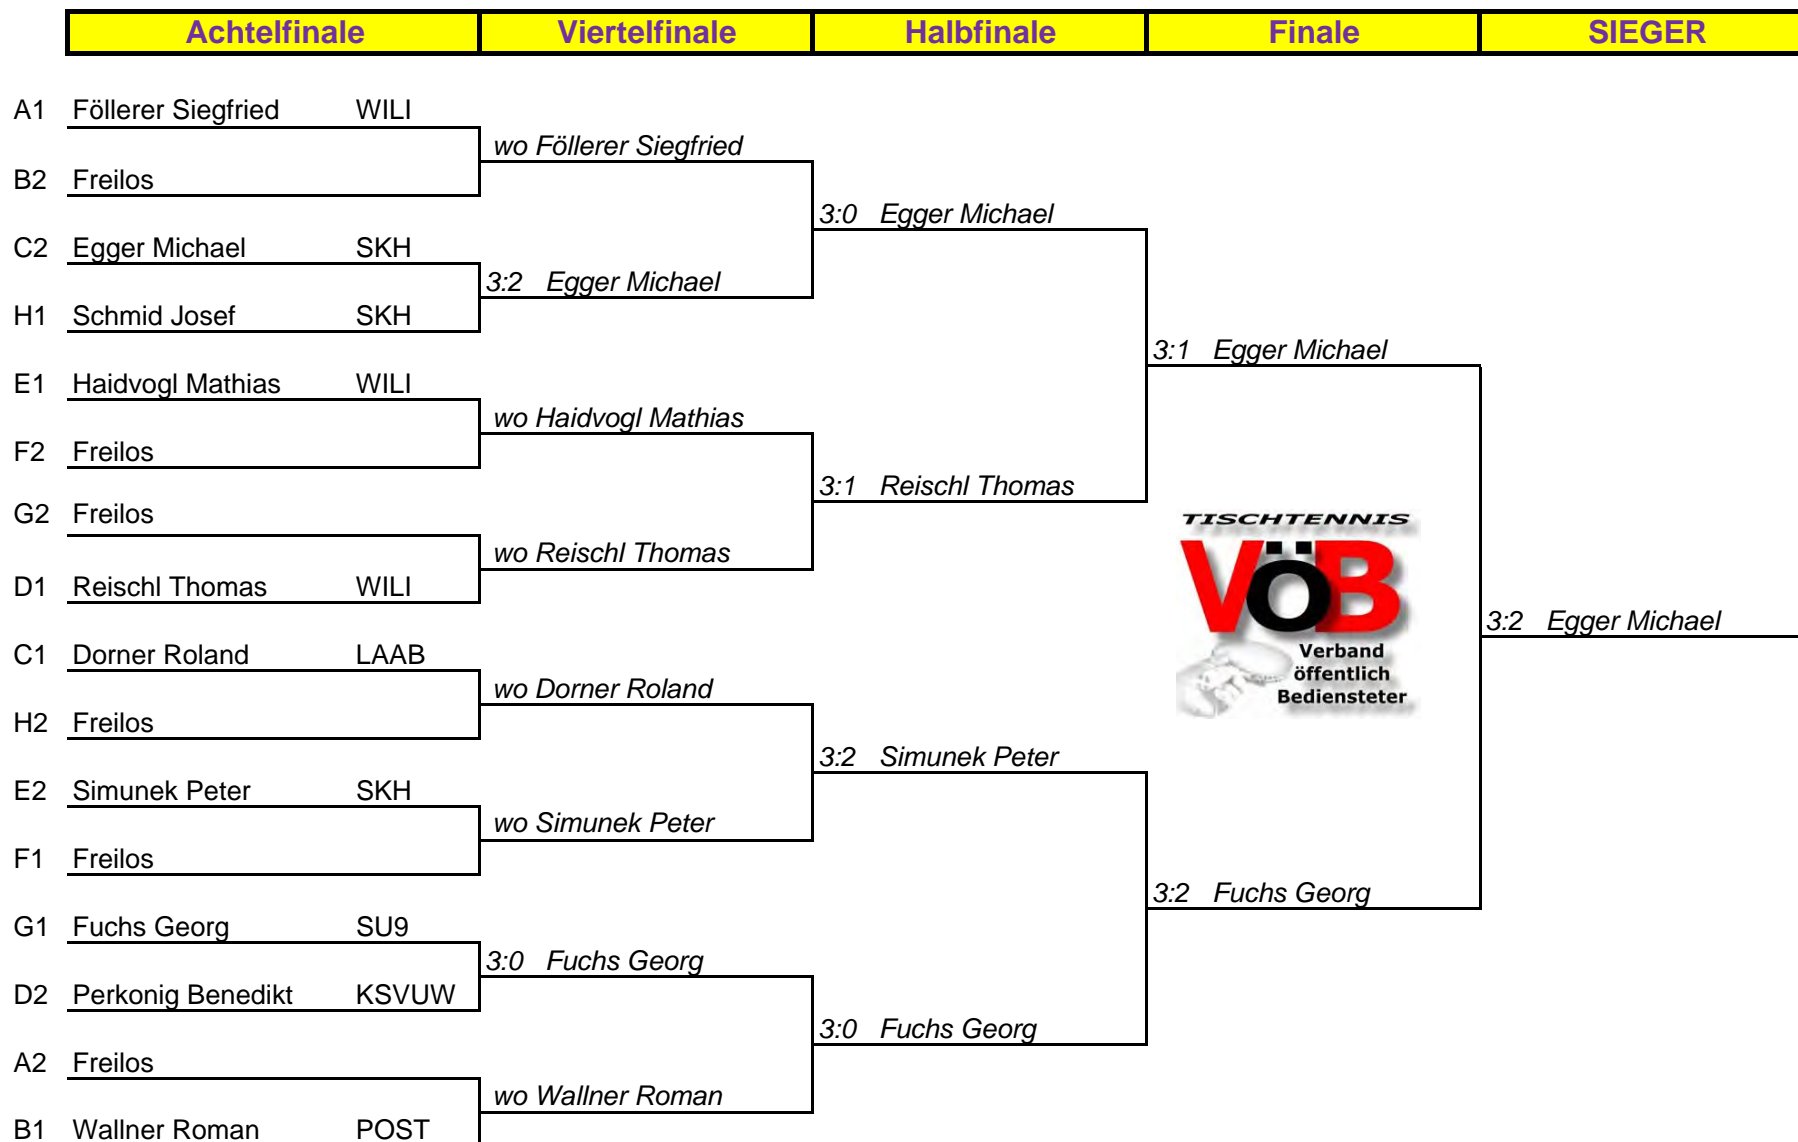 Achtelfinale Viertelfinale Halbfinale Finale SIEGER
A1 Föllerer Siegfried WILI
wo Föllerer Siegfried
B2 Freilos
3:0 Egger Michael
C2 Egger Michael SKH
3:2 Egger Michael
H1 Schmid Josef SKH
3:1 Egger Michael
E1 Haidvogl Mathias WILI
wo Haidvogl Mathias
F2 Freilos
3:1 Reischl Thomas
G2 Freilos
TISCHTENNIS
wo Reischl Thomas
VÖB
D1 Reischl Thomas WILI
3:2 Egger Michael
C1 Dorner Roland LAAB
Verband
öffentlich
wo Dorner Roland
Bediensteter
H2 Freilos
3:2 Simunek Peter
E2 Simunek Peter SKH
wo Simunek Peter
F1 Freilos
3:2 Fuchs Georg
G1 Fuchs Georg SU9
3:0 Fuchs Georg
D2 Perkonig Benedikt KSVUW
3:0 Fuchs Georg
A2 Freilos
wo Wallner Roman
B1 Wallner Roman POST